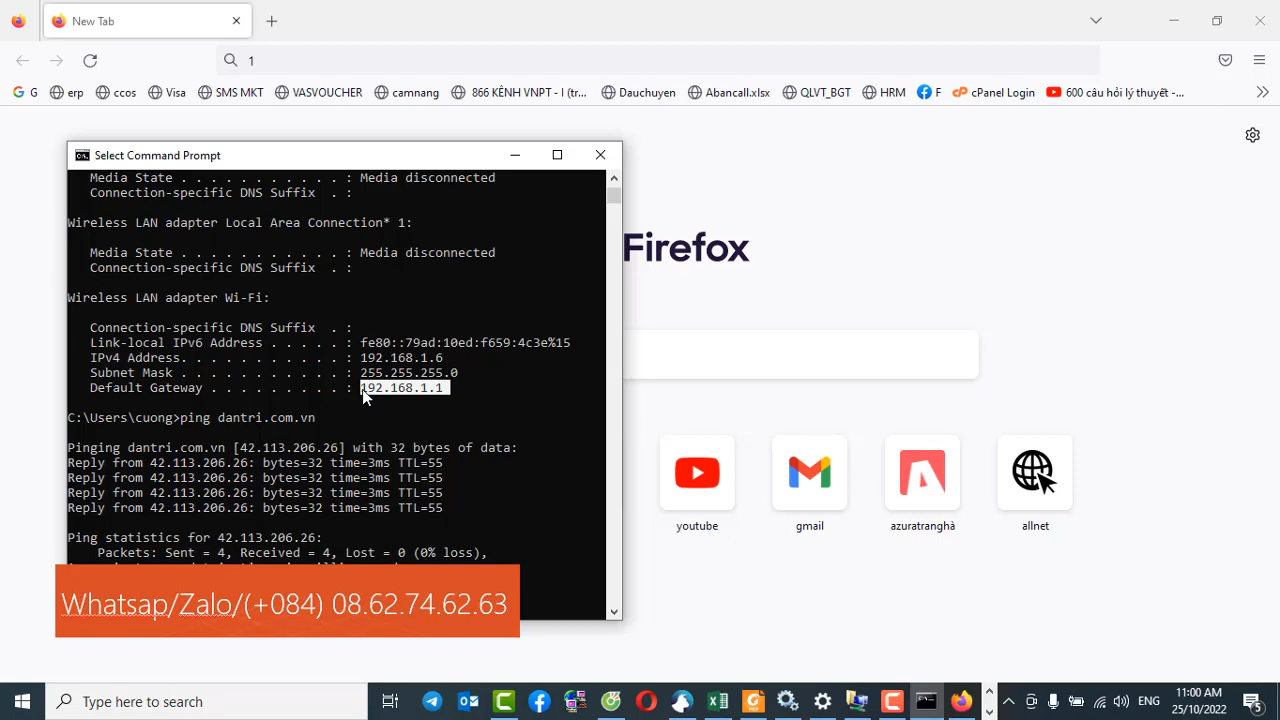 New Tab
1
G
erp
ccos
Visa
SMS MKT
VASVOUCHER
camnang
866 KÊNH VNPT - I (tr...
Dauchuyen
Abancall.xlsx
QLVT_BGT
HRM
F
cPanel Login
600 câu hỏi lý thuyết -...
Select Command Prompt
Media State . . . . . . . . . . . : Media disconnected
Connection-specific DNS Suffix  . :
Wireless LAN adapter Local Area Connection* 1:
Media State . . . . . . . . . . . : Media disconnected
Connection-specific DNS Suffix  . :
Wireless LAN adapter Wi-Fi:
Connection-specific DNS Suffix  . :
Link-local IPv6 Address . . . . . : fe80::79ad:10ed:f659:4c3e%15
IPv4 Address. . . . . . . . . . . : 192.168.1.6
Subnet Mask . . . . . . . . . . . : 255.255.255.0
Default Gateway . . . . . . . . . : 192.168.1.1
C:\Users\cuong>ping dantri.com.vn
Pinging dantri.com.vn [42.113.206.26] with 32 bytes of data:
Reply from 42.113.206.26: bytes=32 time=3ms TTL=55
Reply from 42.113.206.26: bytes=32 time=3ms TTL=55
Reply from 42.113.206.26: bytes=32 time=3ms TTL=55
Reply from 42.113.206.26: bytes=32 time=3ms TTL=55
Ping statistics for 42.113.206.26:
Packets: Sent = 4, Received = 4, Lost = 0 (0% loss),
Firefox
youtube
gmail
azuratranghà
allnet
Whatsap/Zalo/(+084) 08.62.74.62.63
Type here to search
ENG
11:00 AM
25/10/2022
5